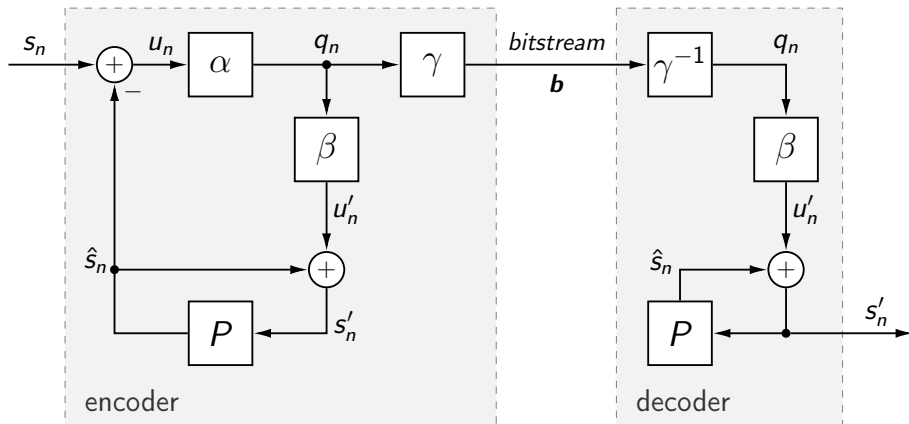 s_n
+
−
u_n
α
q_n
γ
bitstream
b
γ^{-1}
q_n
β
β
u'_n
u'_n
ŝ_n
+
ŝ_n
+
P
s'_n
P
s'_n
encoder
decoder